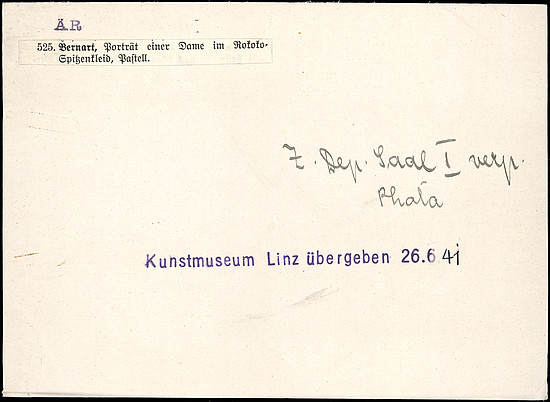 ÄR
525. Bernart, Porträt einer Dame im Rokoko-
Spitzenkleid, Pastell.
Z. Dep. Saal I verp.
Kunstmuseum Linz übergeben 26.6 41